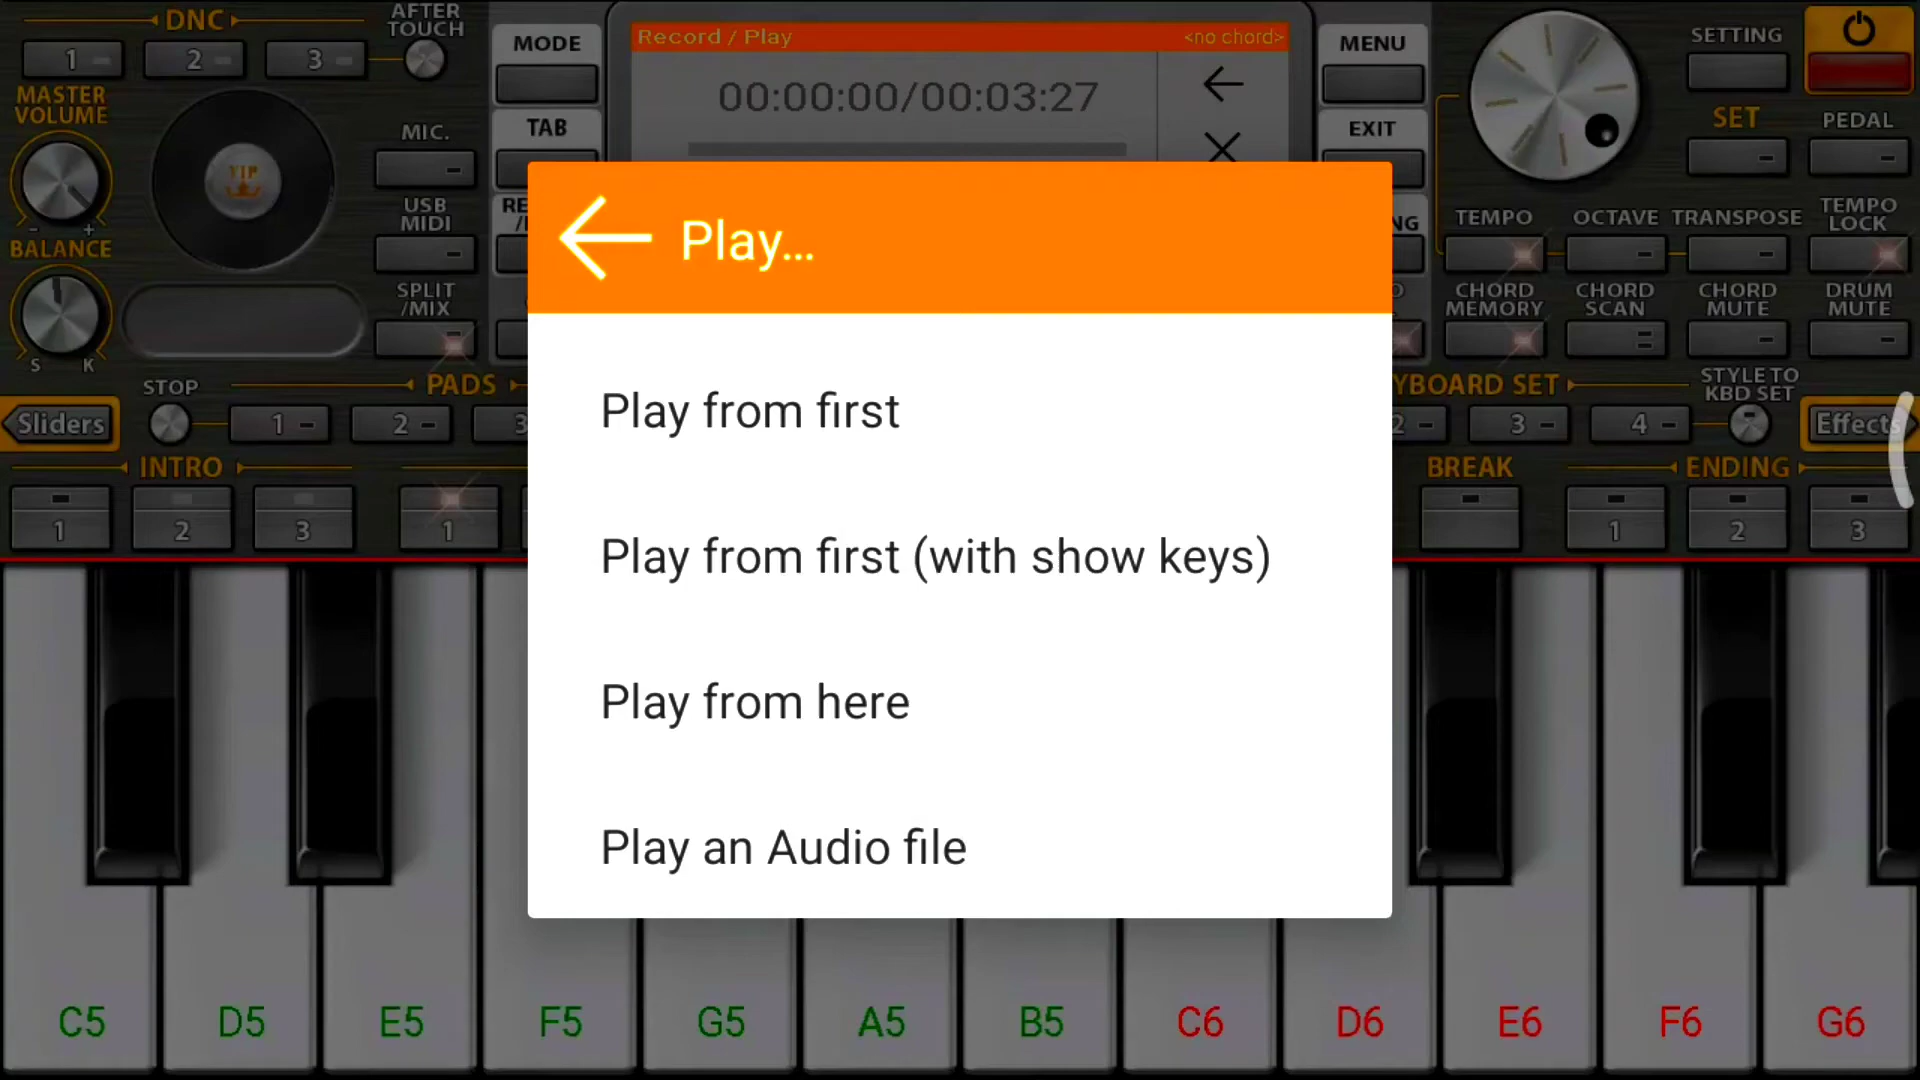 DNC
AFTER
TOUCH
1
2
3
MODE
Record / Play
<no chord>
00:00:00/00:03:27
MENU
SETTING
MASTER
VOLUME
MIC.
TAB
EXIT
SET
PEDAL
VIP
- +
BALANCE
USB
MIDI
Play...
TEMPO
OCTAVE
TRANSPOSE
TEMPO
LOCK
SPLIT
/MIX
CHORD
MEMORY
CHORD
SCAN
CHORD
MUTE
DRUM
MUTE
S K
STOP
PADS
Play from first
STYLE TO
KBD SET
Sliders
1
2
3
2
3
4
Effects
INTRO
BREAK
ENDING
1
2
3
1
1
2
3
Play from first (with show keys)
Play from here
Play an Audio file
C5
D5
E5
F5
G5
A5
B5
C6
D6
E6
F6
G6